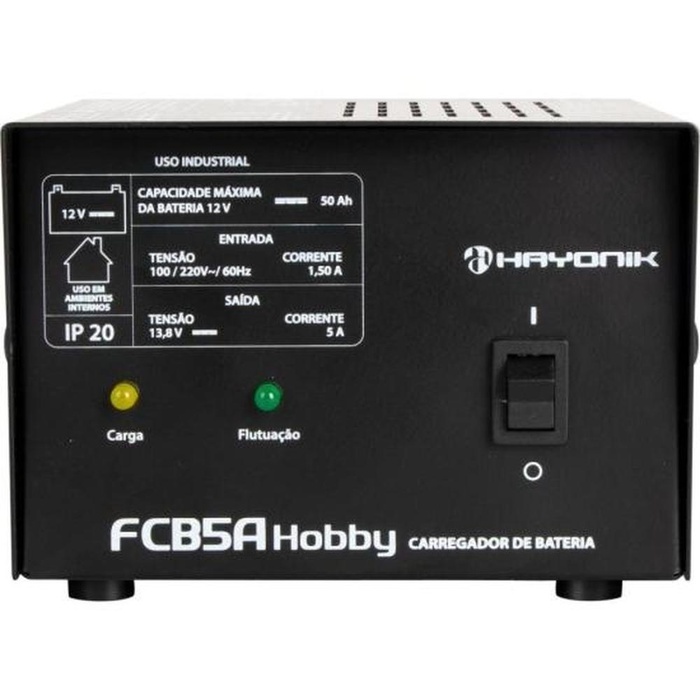 USO INDUSTRIAL
12 V
CAPACIDADE MÁXIMA
DA BATERIA 12 V
50 Ah
USO EM
AMBIENTES
INTERNOS
IP 20
ENTRADA
TENSÃO CORRENTE
100 / 220V~/ 60Hz 1,50 A
SAÍDA
TENSÃO CORRENTE
13,8 V 5 A
HAYONIK
I
O
Carga
Flutuação
FCB5A Hobby CARREGADOR DE BATERIA